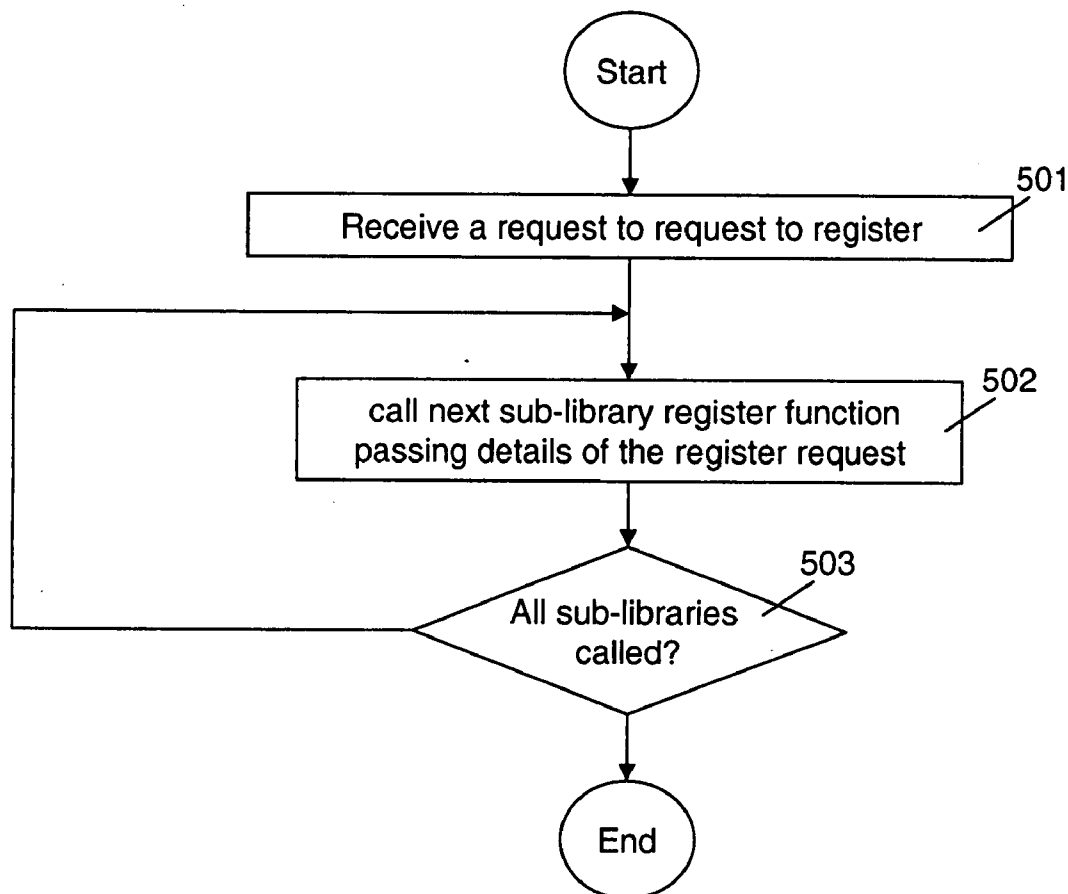 Start
501
Receive a request to request to register
502
call next sub-library register function
passing details of the register request
503
All sub-libraries
called?
End